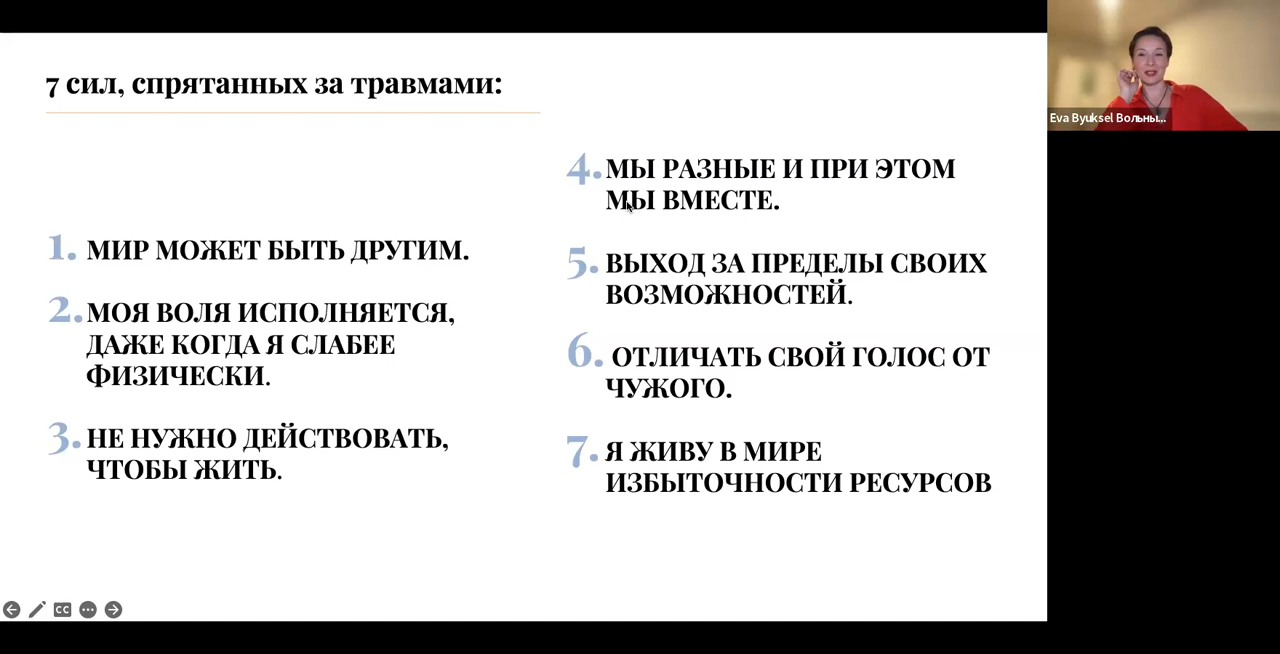 7 сил, спрятанных за травмами:
1. МИР МОЖЕТ БЫТЬ ДРУГИМ.
2. МОЯ ВОЛЯ ИСПОЛНЯЕТСЯ,
ДАЖЕ КОГДА Я СЛАБЕЕ
ФИЗИЧЕСКИ.
3. НЕ НУЖНО ДЕЙСТВОВАТЬ,
ЧТОБЫ ЖИТЬ.
4. МЫ РАЗНЫЕ И ПРИ ЭТОМ
МЫ ВМЕСТЕ.
5. ВЫХОД ЗА ПРЕДЕЛЫ СВОИХ
ВОЗМОЖНОСТЕЙ.
6. ОТЛИЧАТЬ СВОЙ ГОЛОС ОТ
ЧУЖОГО.
7. Я ЖИВУ В МИРЕ
ИЗБЫТОЧНОСТИ РЕСУРСОВ
Eva Byuksel Вольны...
CC